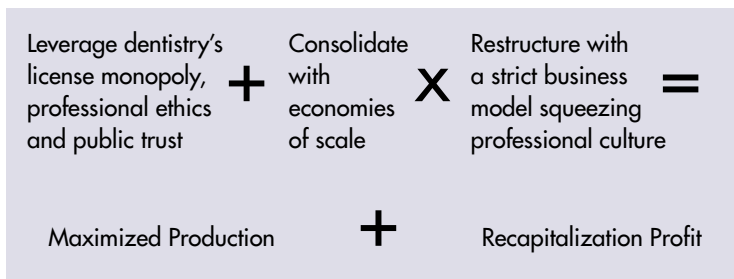 Leverage dentistry's
license monopoly,
professional ethics
and public trust
+
Consolidate
with
economies
of scale
x
Restructure with
a strict business
model squeezing
professional culture
=
Maximized Production
+
Recapitalization Profit